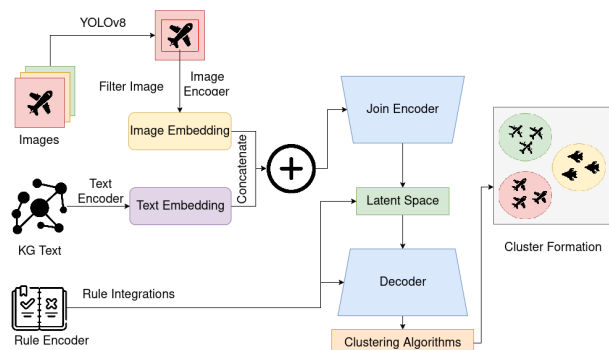 YOLOv8
Images
Filter Image
Image
Encoder
Image Embedding
Concatenate
Join Encoder
Text
Encoder
Text Embedding
KG Text
Latent Space
Cluster Formation
Rule Integrations
Decoder
Rule Encoder
Clustering Algorithms